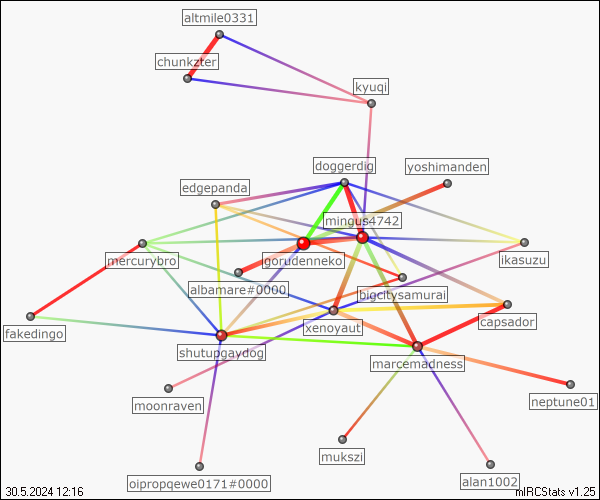 altmile0331
chunkzter
kyuqi
doggerdig
yoshimanden
edgepanda
mingus4742
mercurybro
gorudenneko
ikasuzu
albamare#0000
bigcitysamurai
fakedingo
xenoyaut
capsador
shutupgaydog
marcemadness
moonraven
neptune01
mukszi
oipropqewe0171#0000
alan1002
30.5.2024 12:16
mIRCStats v1.25